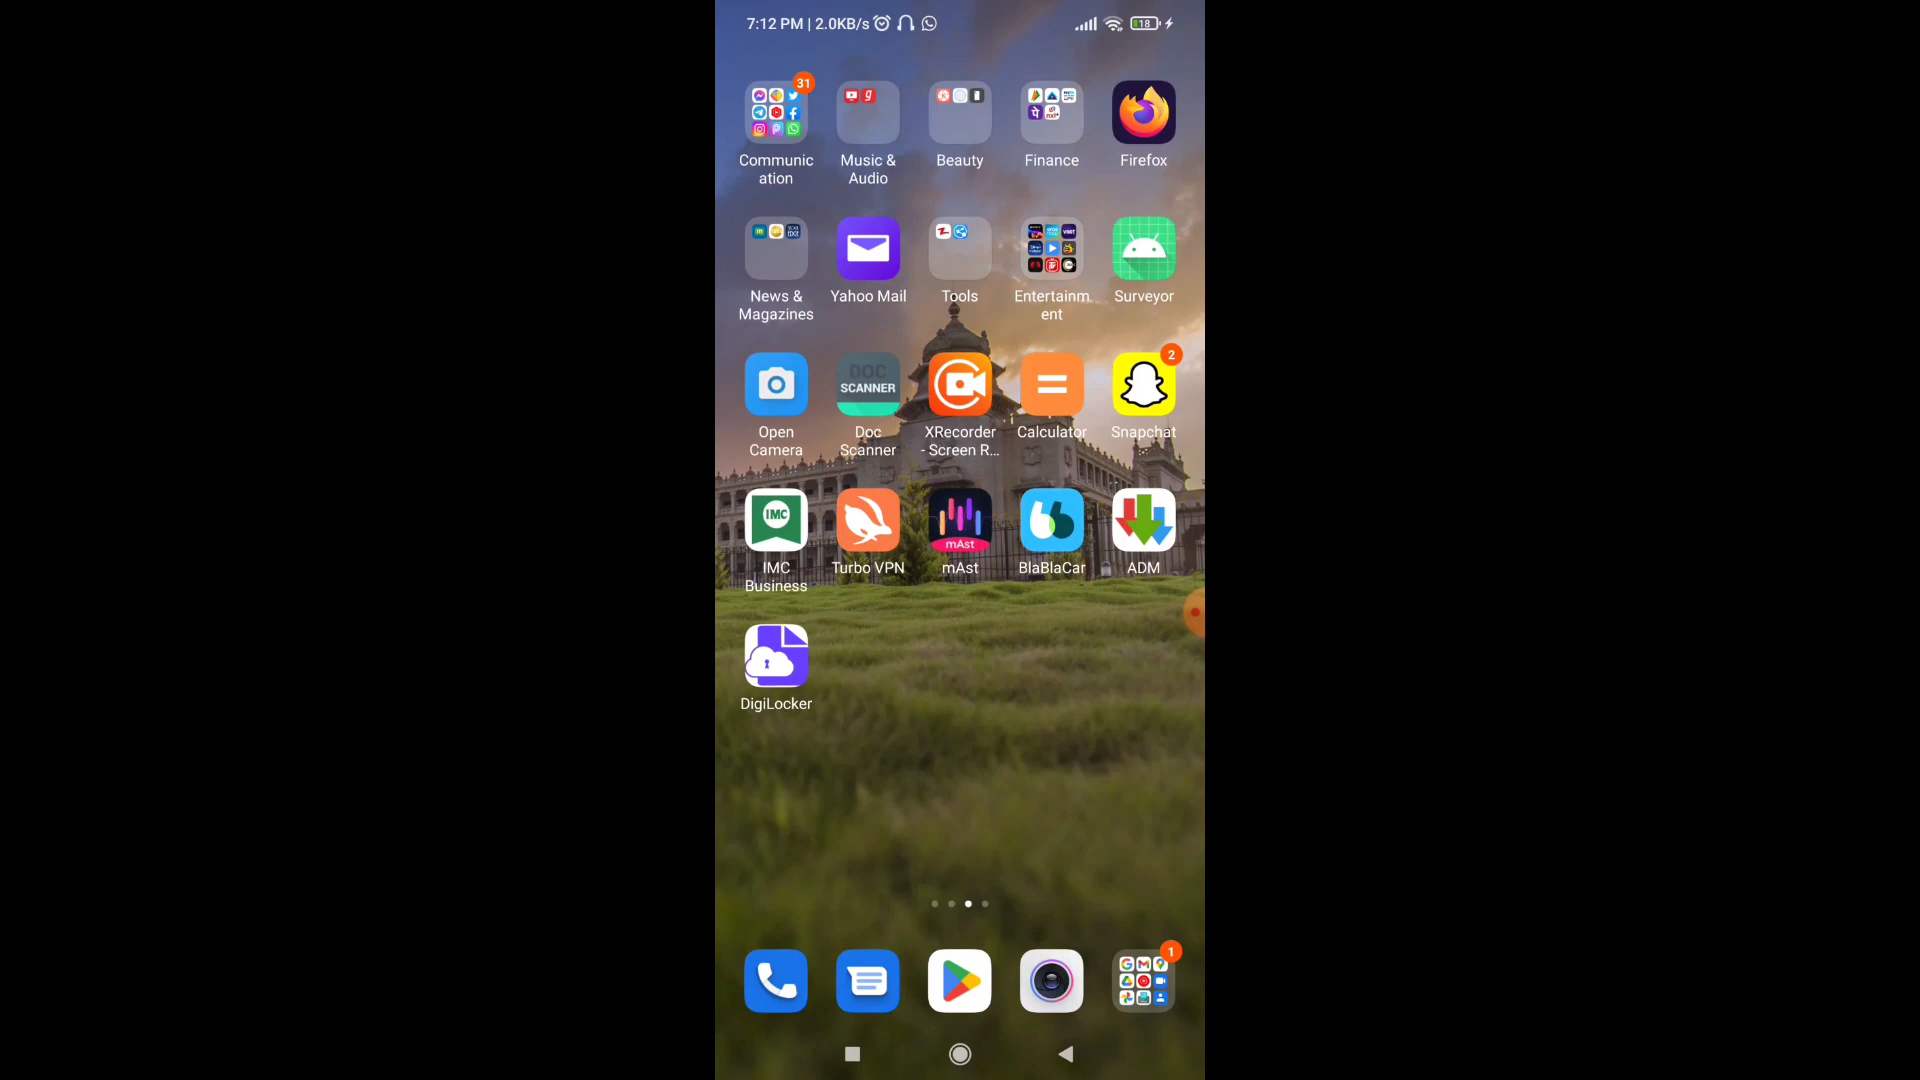 7:12 PM | 2.0KB/s
18
31
Communic
ation
Music &
Audio
Beauty
Finance
Firefox
News &
Magazines
Yahoo Mail
Tools
Entertainm
ent
Surveyor
DOC
SCANNER
2
Open
Camera
Doc
Scanner
XRecorder
- Screen R...
Calculator
Snapchat
IMC
mAst
IMC
Business
Turbo VPN
mAst
BlaBlaCar
ADM
DigiLocker
1